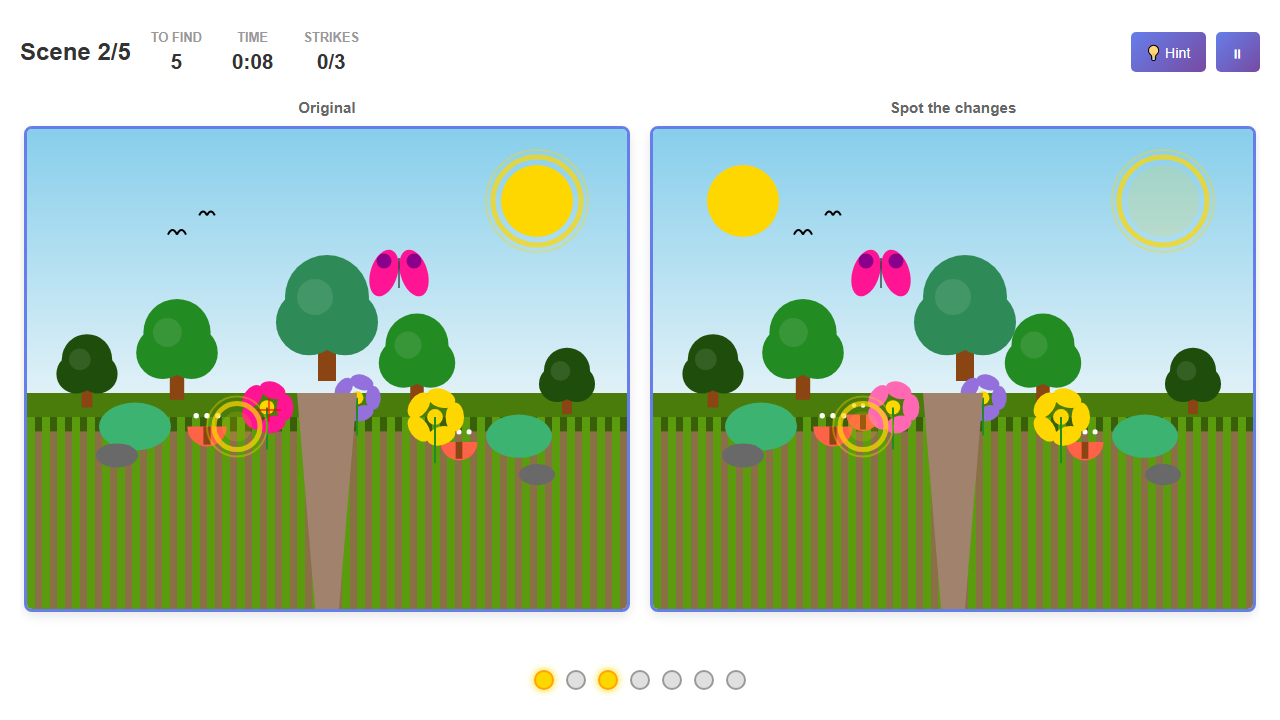 Scene 2/5
TO FIND
5
TIME
0:08
STRIKES
0/3
Hint
Original
Spot the changes